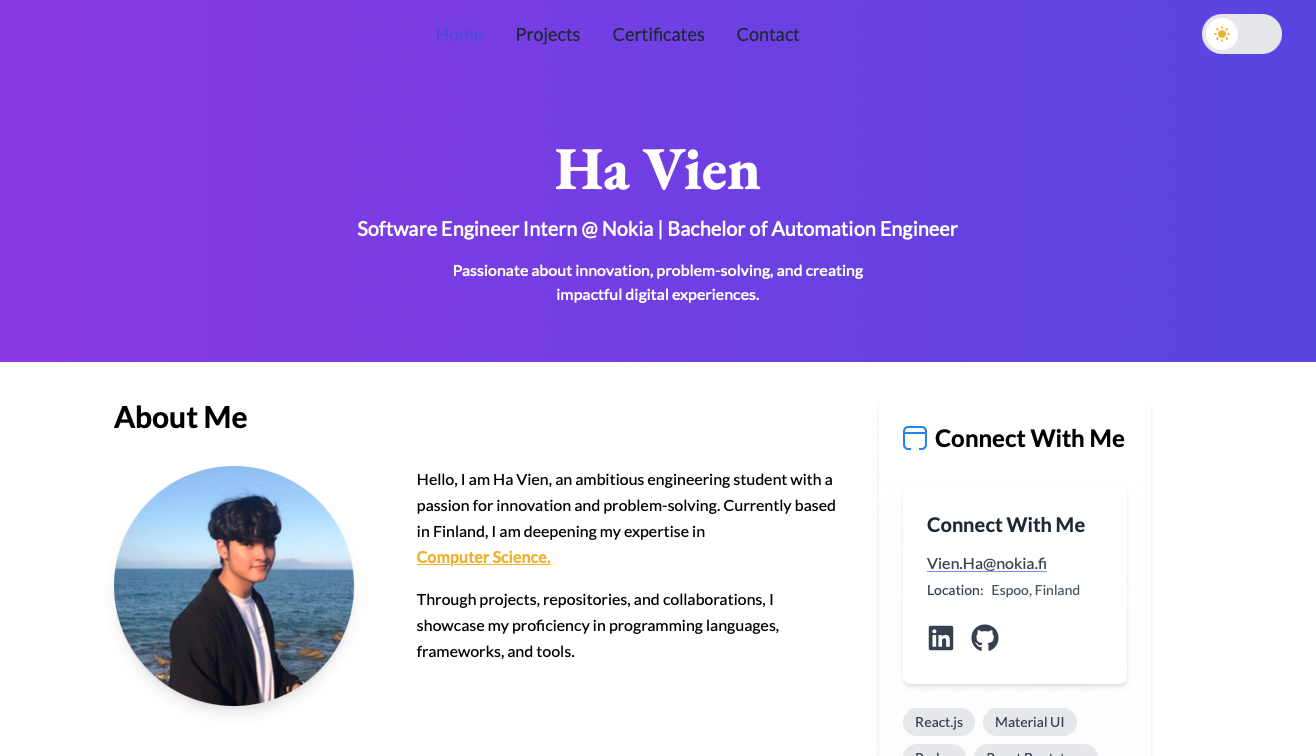 Home Projects Certificates Contact
Ha Vien
Software Engineer Intern @ Nokia | Bachelor of Automation Engineer
Passionate about innovation, problem-solving, and creating
impactful digital experiences.
About Me
Hello, I am Ha Vien, an ambitious engineering student with a
passion for innovation and problem-solving. Currently based
in Finland, I am deepening my expertise in
Computer Science.
Through projects, repositories, and collaborations, I
showcase my proficiency in programming languages,
frameworks, and tools.
Connect With Me
Connect With Me
Vien.Ha@nokia.fi
Location: Espoo, Finland
React.js Material UI